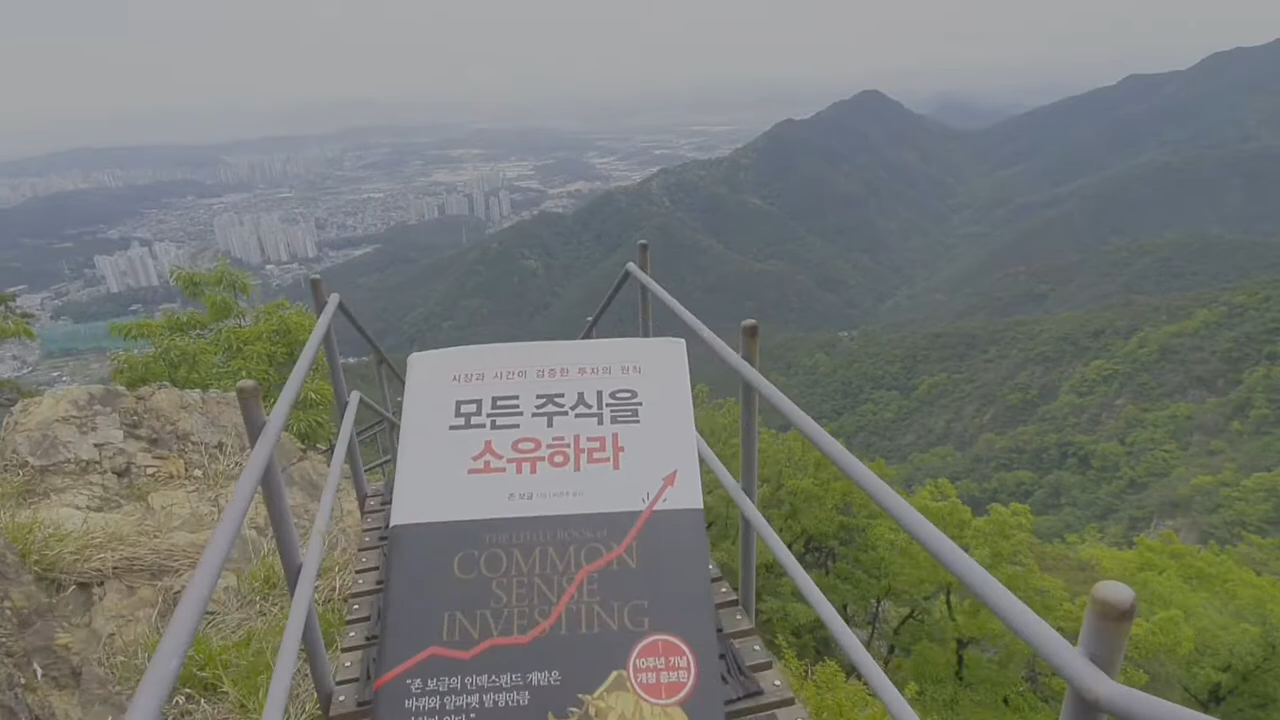 시장과 시간이 검증한 투자의 원칙
모든 주식을
소유하라
존 보글
THE LITTLE BOOK of
COMMON
SENSE
INVESTING
10주년 기념
개정 증보판
“존 보글의 인덱스펀드 개발은
바퀴와 알파벳 발명만큼